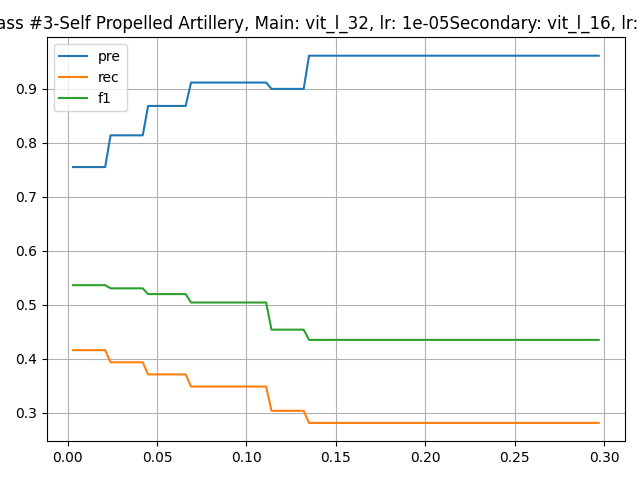 ass #3-Self Propelled Artillery, Main: vit_l_32, lr: 1e-05Secondary: vit_l_16, lr:
pre
rec
f1
0.9
0.8
0.7
0.6
0.5
0.4
0.3
0.00 0.05 0.10 0.15 0.20 0.25 0.30